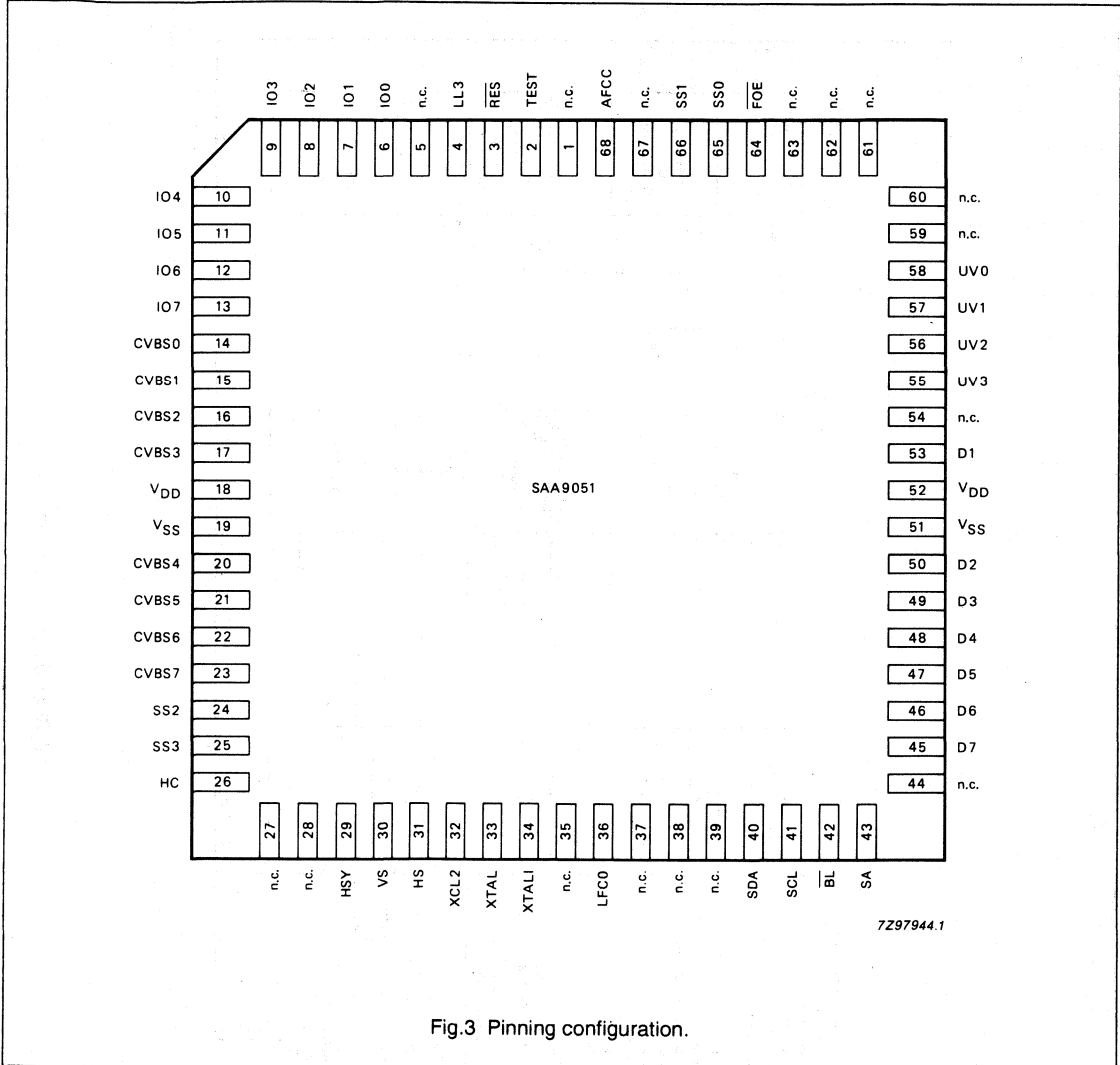 IO3 IO2 IO1 IO0 n.c. LL3 RES TEST n.c. AFCC n.c. SS1 SS0 FOE n.c. n.c. n.c.
9 8 7 6 5 4 3 2 1 68 67 66 65 64 63 62 61
IO4 10 60 n.c.
IO5 11 59 n.c.
IO6 12 58 UV0
IO7 13 57 UV1
CVBS0 14 56 UV2
CVBS1 15 55 UV3
CVBS2 16 54 n.c.
CVBS3 17 53 D1
VDD 18 SAA9051 52 VDD
VSS 19 51 VSS
CVBS4 20 50 D2
CVBS5 21 49 D3
CVBS6 22 48 D4
CVBS7 23 47 D5
SS2 24 46 D6
SS3 25 45 D7
HC 26 44 n.c.
27 28 29 30 31 32 33 34 35 36 37 38 39 40 41 42 43
n.c. n.c. HSY VS HS XCL2 XTAL XTALI n.c. LFC0 n.c. n.c. n.c. SDA SCL BL SA
7Z97944.1
Fig.3 Pinning configuration.